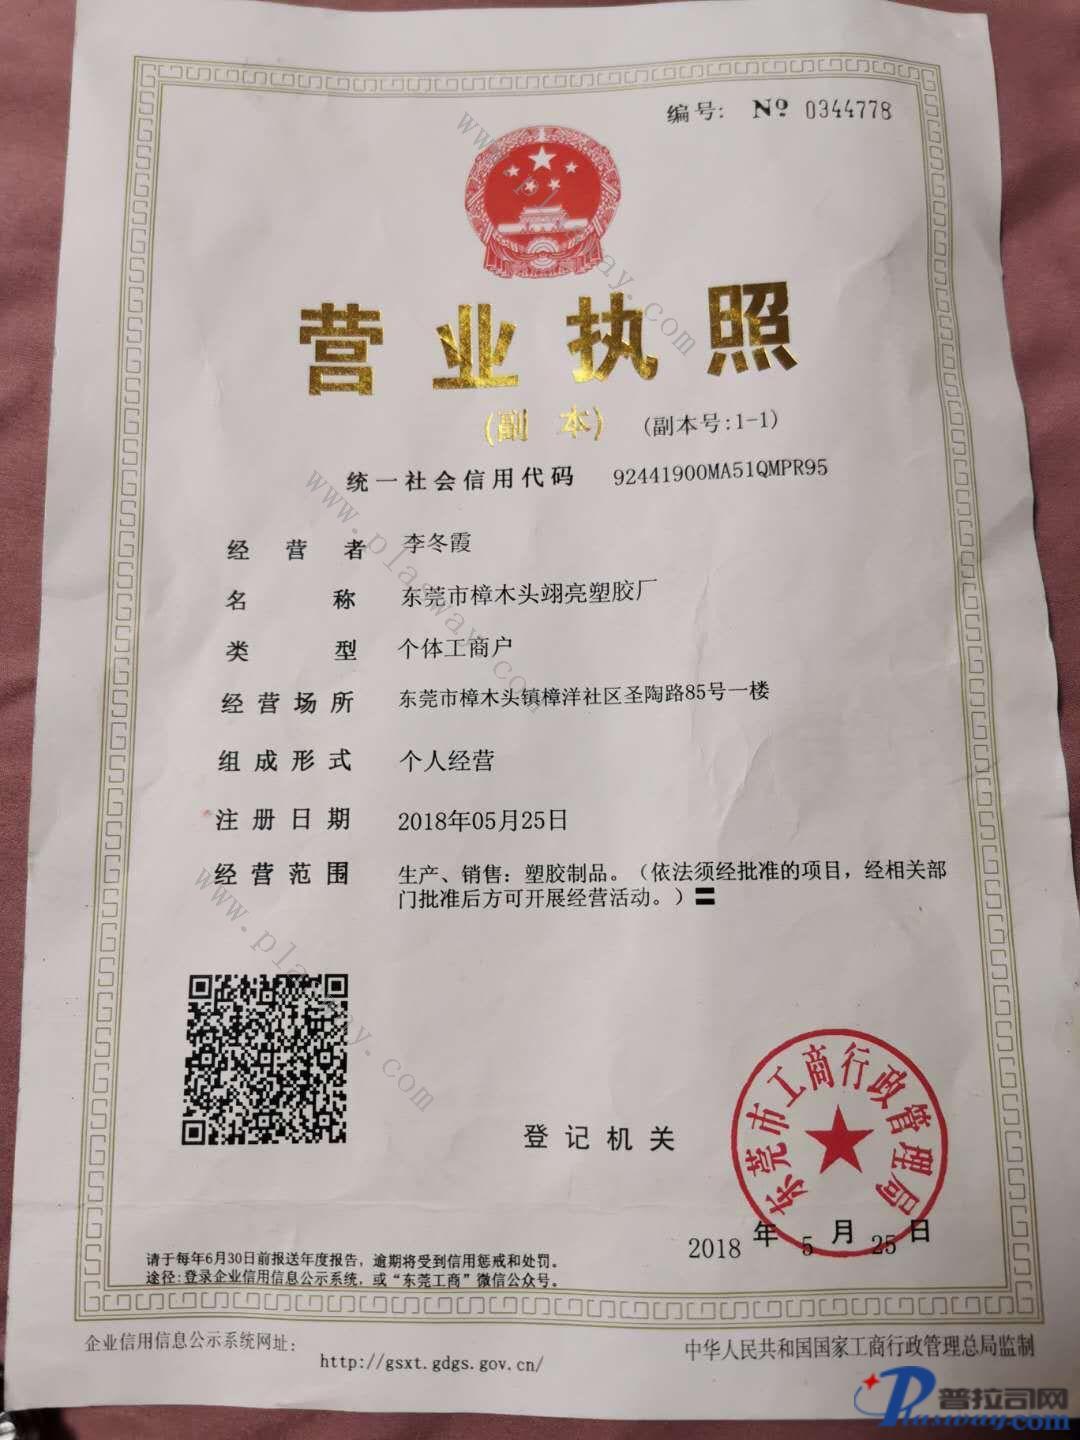 编号: № 0344778
营业执照
(副本) (副本号:1-1)
统一社会信用代码 92441900MA51QMPR95
经营者 李冬霞
名称 东莞市樟木头翊亮塑胶厂
类型 个体工商户
经营场所 东莞市樟木头镇樟洋社区圣陶路85号一楼
组成形式 个人经营
注册日期 2018年05月25日
经营范围 生产、销售: 塑胶制品。(依法须经批准的项目, 经相关部
门批准后方可开展经营活动。)〓
登记机关
东莞市工商行政管理局
2018 年 5 月 25 日
请于每年6月30日前报送年度报告, 逾期将受到信用惩戒和处罚。
途径:登录企业信用信息公示系统, 或“东莞工商”微信公众号。
企业信用信息公示系统网址:
http://gsxt.gdgs.gov.cn/
中华人民共和国国家工商行政管理总局监制
www.plasway.com
www.plasway.com
www.plasway.com
普拉司网
Plasway.com